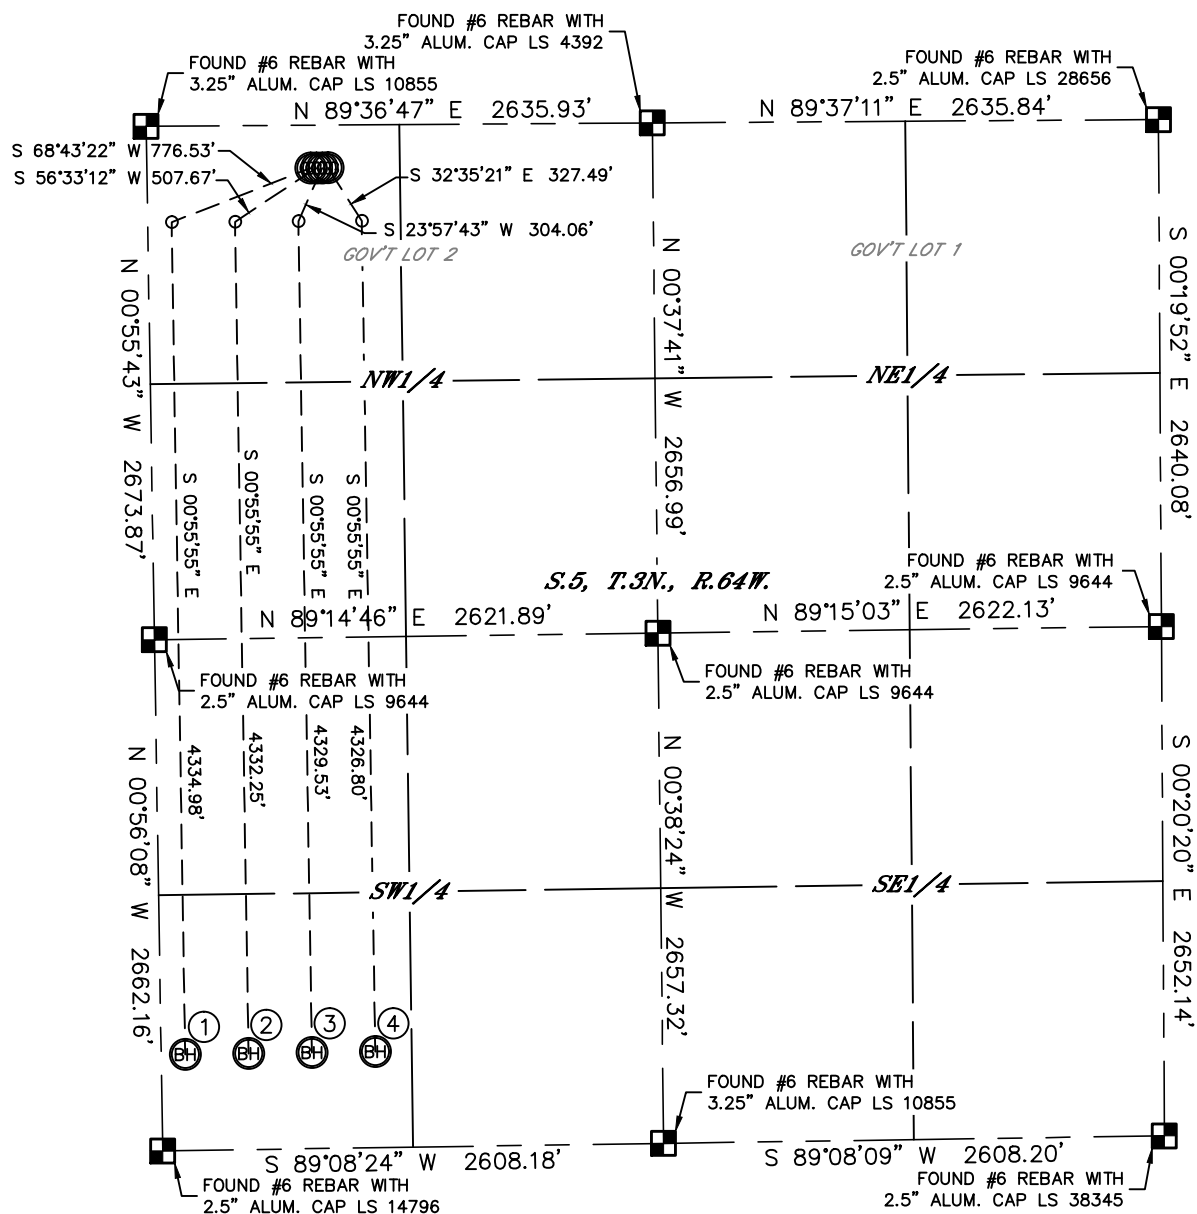 FOUND #6 REBAR WITH
3.25" ALUM. CAP LS 4392
FOUND #6 REBAR WITH
3.25" ALUM. CAP LS 10855
FOUND #6 REBAR WITH
2.5" ALUM. CAP LS 28656
N 89°36'47" E 2635.93'
N 89°37'11" E 2635.84'
S 68°43'22" W 776.53'
S 56°33'12" W 507.67'
S 32°35'21" E 327.49'
S 23°57'43" W 304.06'
GOV'T LOT 2
GOV'T LOT 1
N 00°55'43" W 2673.87'
N 00°37'41" W 2656.99'
S 00°19'52" E 2640.08'
NW1/4
NE1/4
S 00°55'55" E
S 00°55'55" E
S 00°55'55" E
S 00°55'55" E
S.5, T.3N., R.64W.
FOUND #6 REBAR WITH
2.5" ALUM. CAP LS 9644
N 89°14'46" E 2621.89'
N 89°15'03" E 2622.13'
FOUND #6 REBAR WITH
2.5" ALUM. CAP LS 9644
FOUND #6 REBAR WITH
2.5" ALUM. CAP LS 9644
4334.98'
4332.25'
4329.53'
4326.80'
N 00°56'08" W 2662.16'
N 00°38'24" W 2657.32'
S 00°20'20" E 2652.14'
SW1/4
SE1/4
1
2
3
4
BH
BH
BH
BH
FOUND #6 REBAR WITH
3.25" ALUM. CAP LS 10855
S 89°08'24" W 2608.18'
S 89°08'09" W 2608.20'
FOUND #6 REBAR WITH
2.5" ALUM. CAP LS 14796
FOUND #6 REBAR WITH
2.5" ALUM. CAP LS 38345